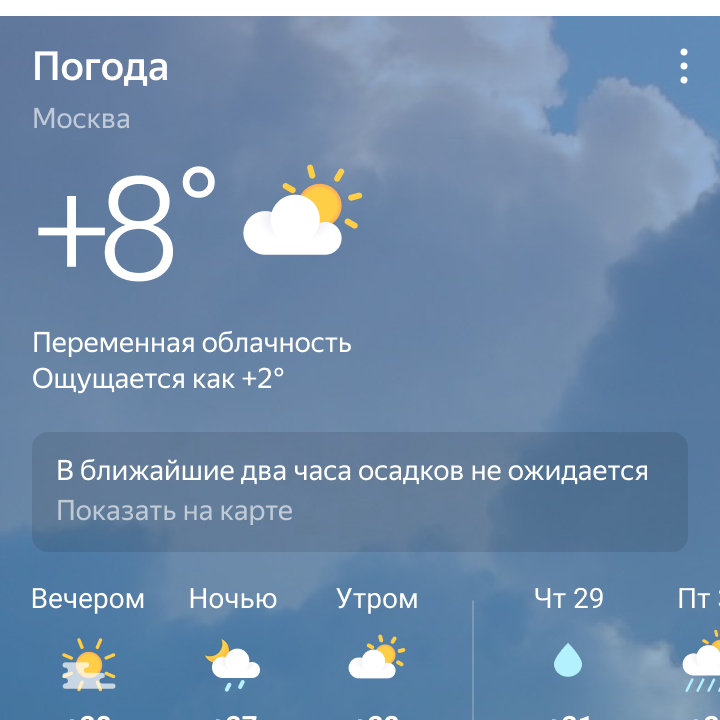 Погода
Москва
+8°
Переменная облачность
Ощущается как +2°
В ближайшие два часа осадков не ожидается
Показать на карте
Вечером Ночью Утром Чт 29 Пт